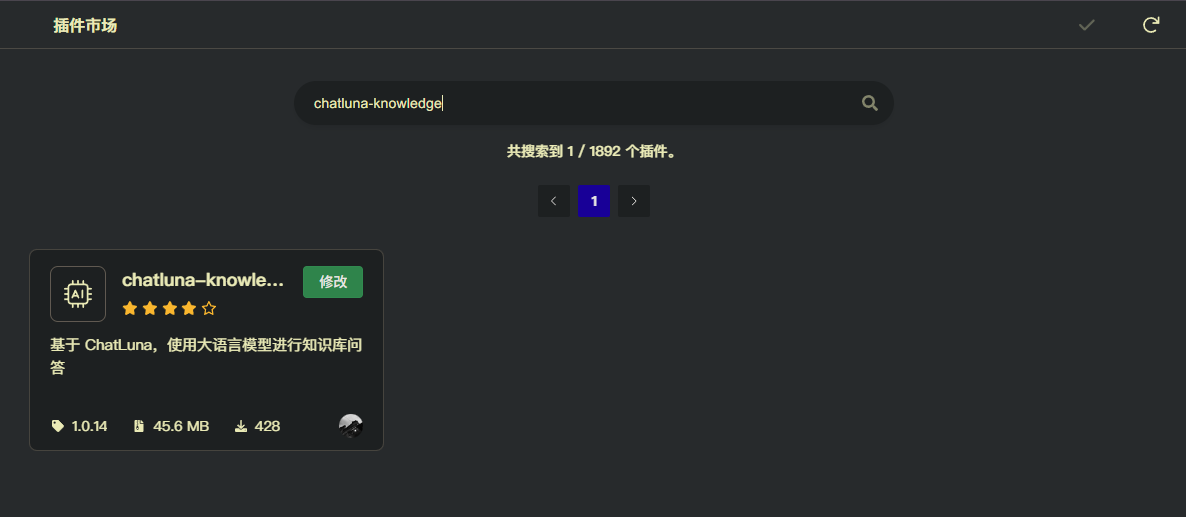 插件市场
chatluna-knowledge
共搜索到 1 / 1892 个插件。
1
chatluna-knowle...
修改
基于 ChatLuna，使用大语言模型进行知识库问
答
1.0.14 45.6 MB 428